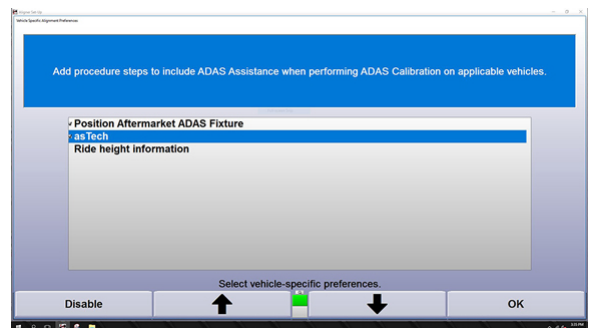 Vehicle Specific Alignment Preferences
Add procedure steps to include ADAS Assistance when performing ADAS Calibration on applicable vehicles.
Position Aftermarket ADAS Fixture
asTech
Ride height information
Select vehicle-specific preferences.
Disable
OK